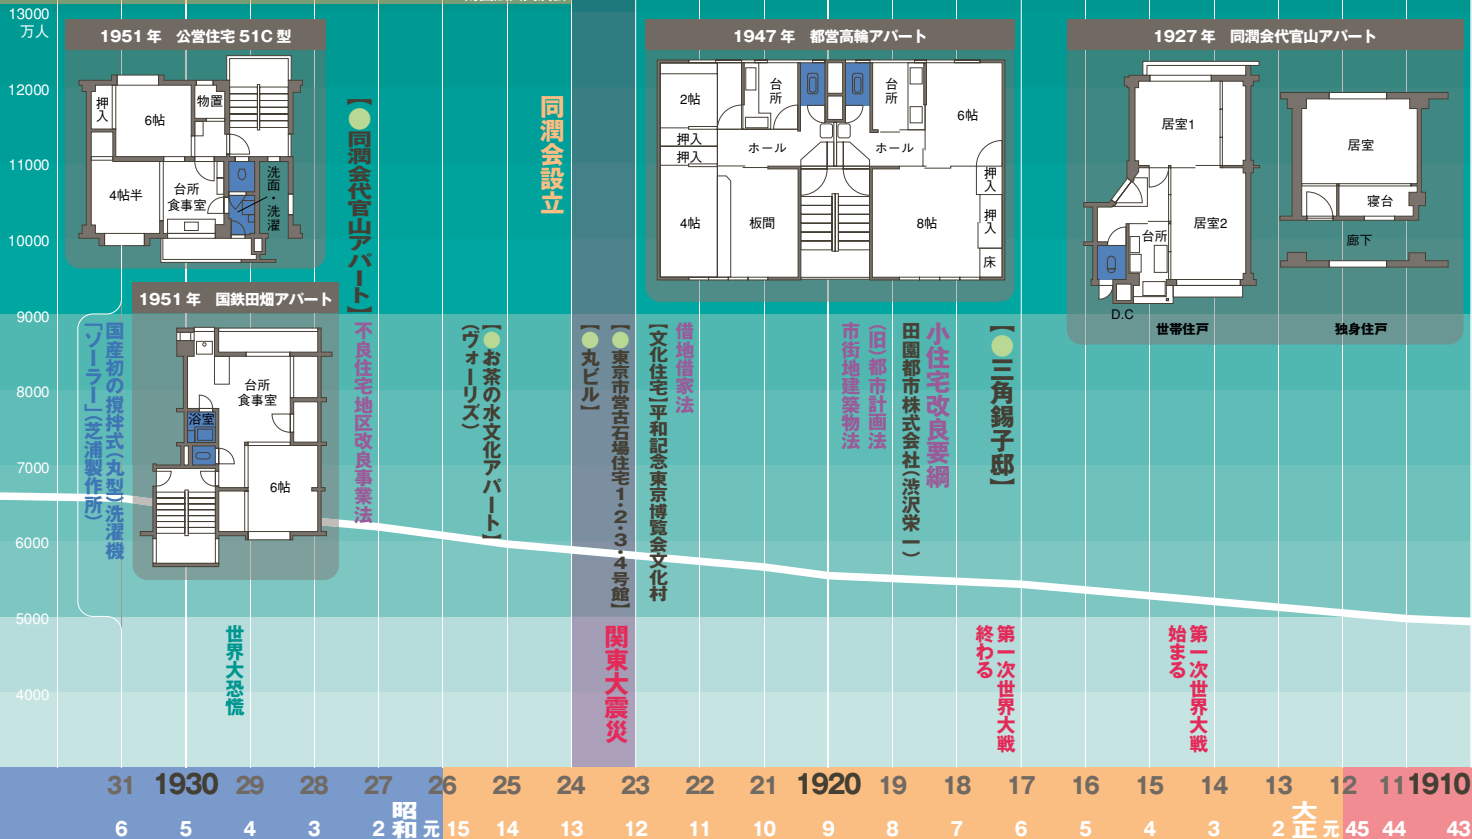 13000
万人
12000
11000
10000
9000
8000
7000
6000
5000
4000
1951年 公営住宅51C型
押入
6帖
物置
4帖半
台所
食事室
洗面・洗濯
1951年 国鉄田畑アパート
台所
食事室
浴室
6帖
1947年 都営高輪アパート
2帖
台所
台所
6帖
押入
押入
ホール
ホール
押入
4帖
板間
8帖
押入
床
1927年 同潤会代官山アパート
居室1
居室
寝台
台所
居室2
廊下
D.C
世帯住戸
独身住戸
【同潤会代官山アパート】
同潤会設立
国産初の撹拌式（丸型）洗濯機
「ソーラー」（芝浦製作所）
不良住宅地区改良事業法
【お茶の水文化アパート】
（ヴォーリズ）
【丸ビル】
【東京市営古石場住宅1・2・3・4号館】
【文化住宅】平和記念東京博覧会文化村
借地借家法
（旧）都市計画法
市街地建築物法
小住宅改良要綱
田園都市株式会社（渋沢栄一）
【三角錫子邸】
世界大恐慌
関東大震災
第一次世界大戦
終わる
第一次世界大戦
始まる
31 1930 29 28 27 26 25 24 23 22 21 1920 19 18 17 16 15 14 13 12 11 1910
6 5 4 3 2 昭和 元 15 14 13 12 11 10 9 8 7 6 5 4 3 2 大正 元 45 44 43